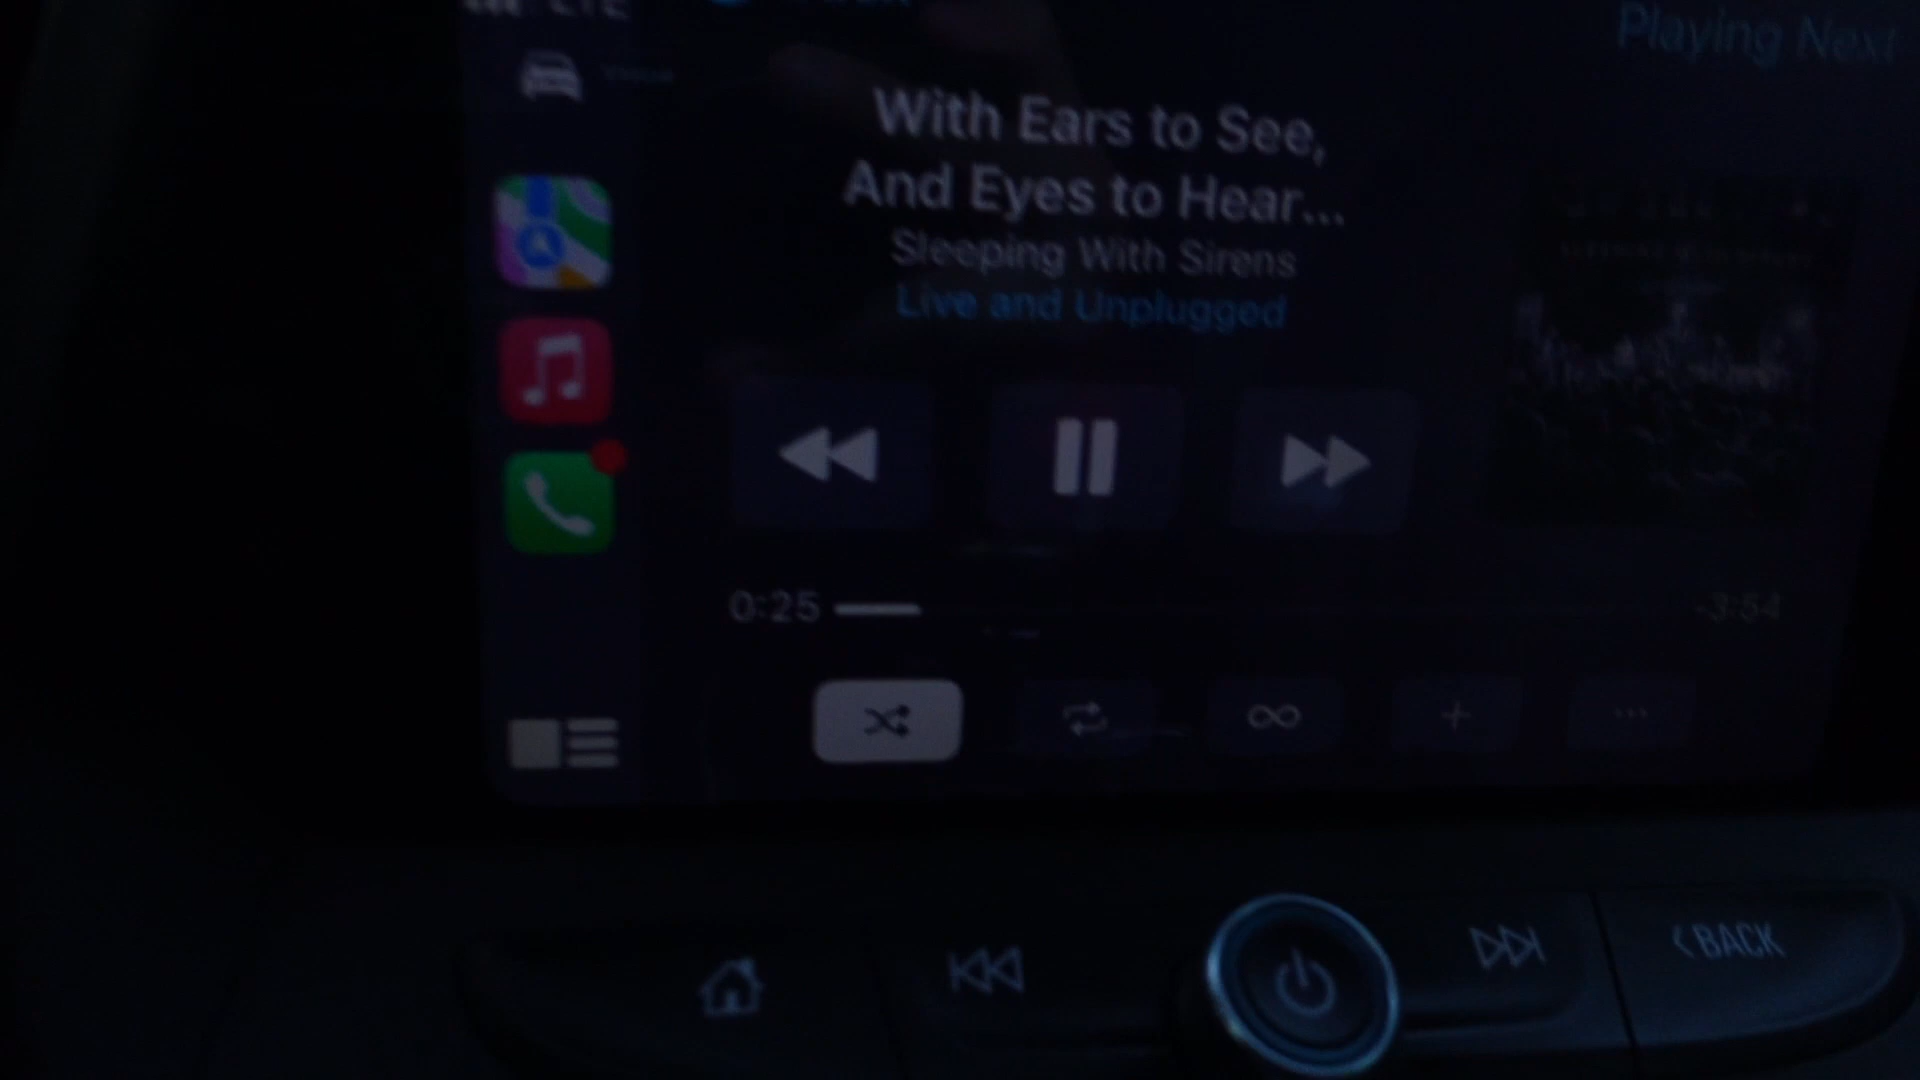 LTE
Playing Next
With Ears to See,
And Eyes to Hear...
Sleeping With Sirens
Live and Unplugged
0:25
-3:54
BACK